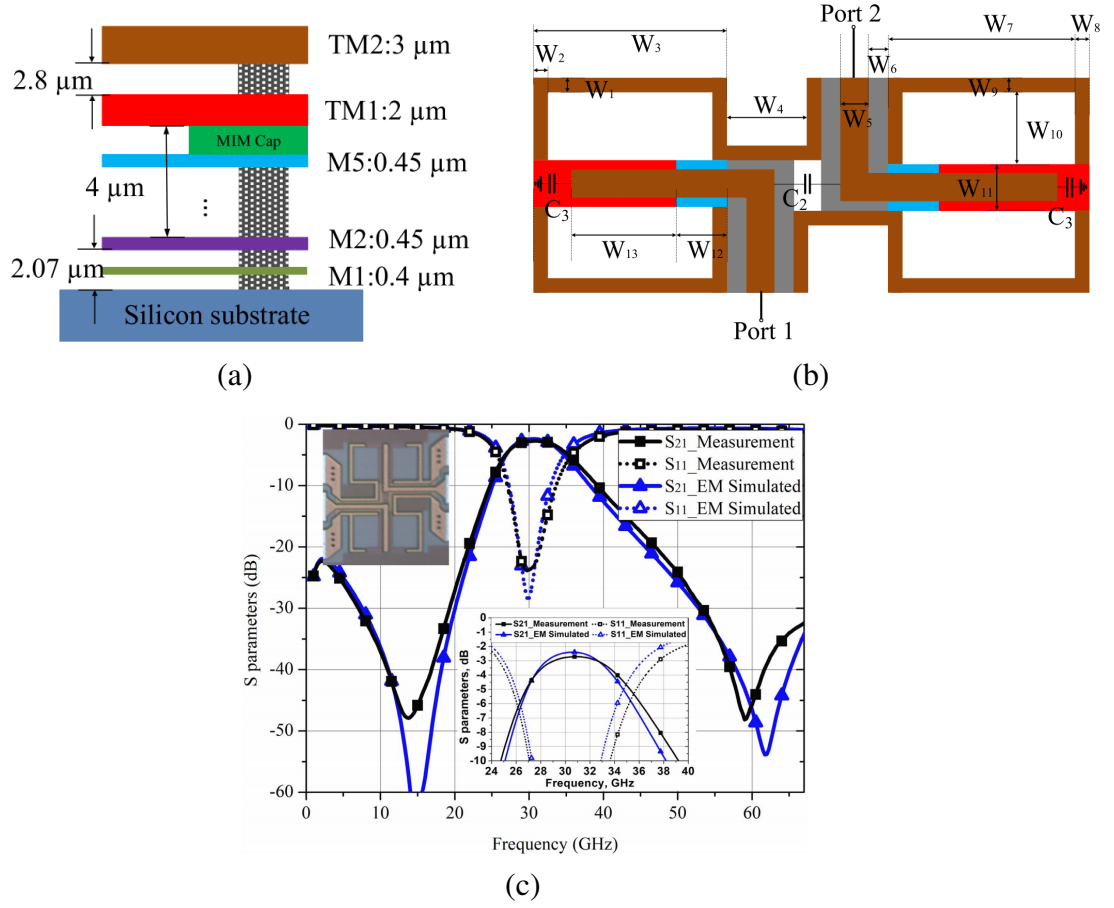 TM2:3 µm
2.8 µm
TM1:2 µm
MIM Cap
M5:0.45 µm
4 µm
...
M2:0.45 µm
2.07 µm
M1:0.4 µm
Silicon substrate
(a)
Port 2
W3
W7
W8
W2
W6
W1
W9
W4
W5
W10
W11
C3
C2
C3
W13
W12
Port 1
(b)
S21_Measurement
S11_Measurement
S21_EM Simulated
S11_EM Simulated
0
-10
-20
-30
-40
-50
-60
S parameters (dB)
0 10 20 30 40 50 60
Frequency (GHz)
S21_Measurement S11_Measurement
S21_EM Simulated S11_EM Simulated
0
-1
-2
-3
-4
-5
-6
-7
-8
-9
-10
S parameters, dB
24 26 28 30 32 34 36 38 40
Frequency, GHz
(c)